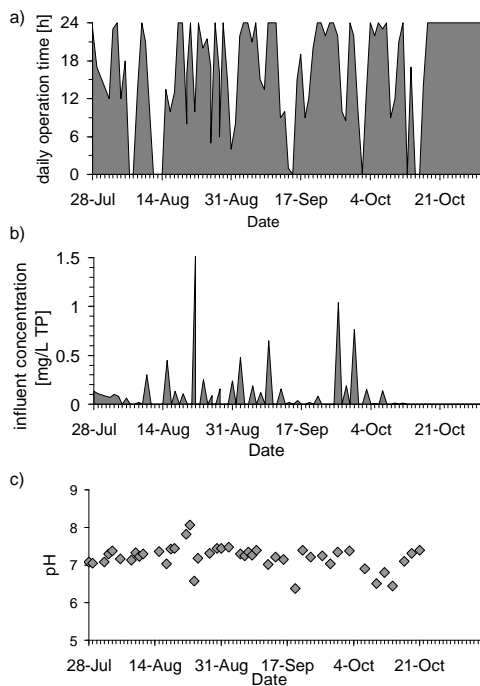 a)
daily operation time [h]
24
18
12
6
0
28-Jul 14-Aug 31-Aug 17-Sep 4-Oct 21-Oct
Date
b)
influent concentration
[mg/L TP]
1.5
1
0.5
0
28-Jul 14-Aug 31-Aug 17-Sep 4-Oct 21-Oct
Date
c)
pH
9
8
7
6
5
28-Jul 14-Aug 31-Aug 17-Sep 4-Oct 21-Oct
Date